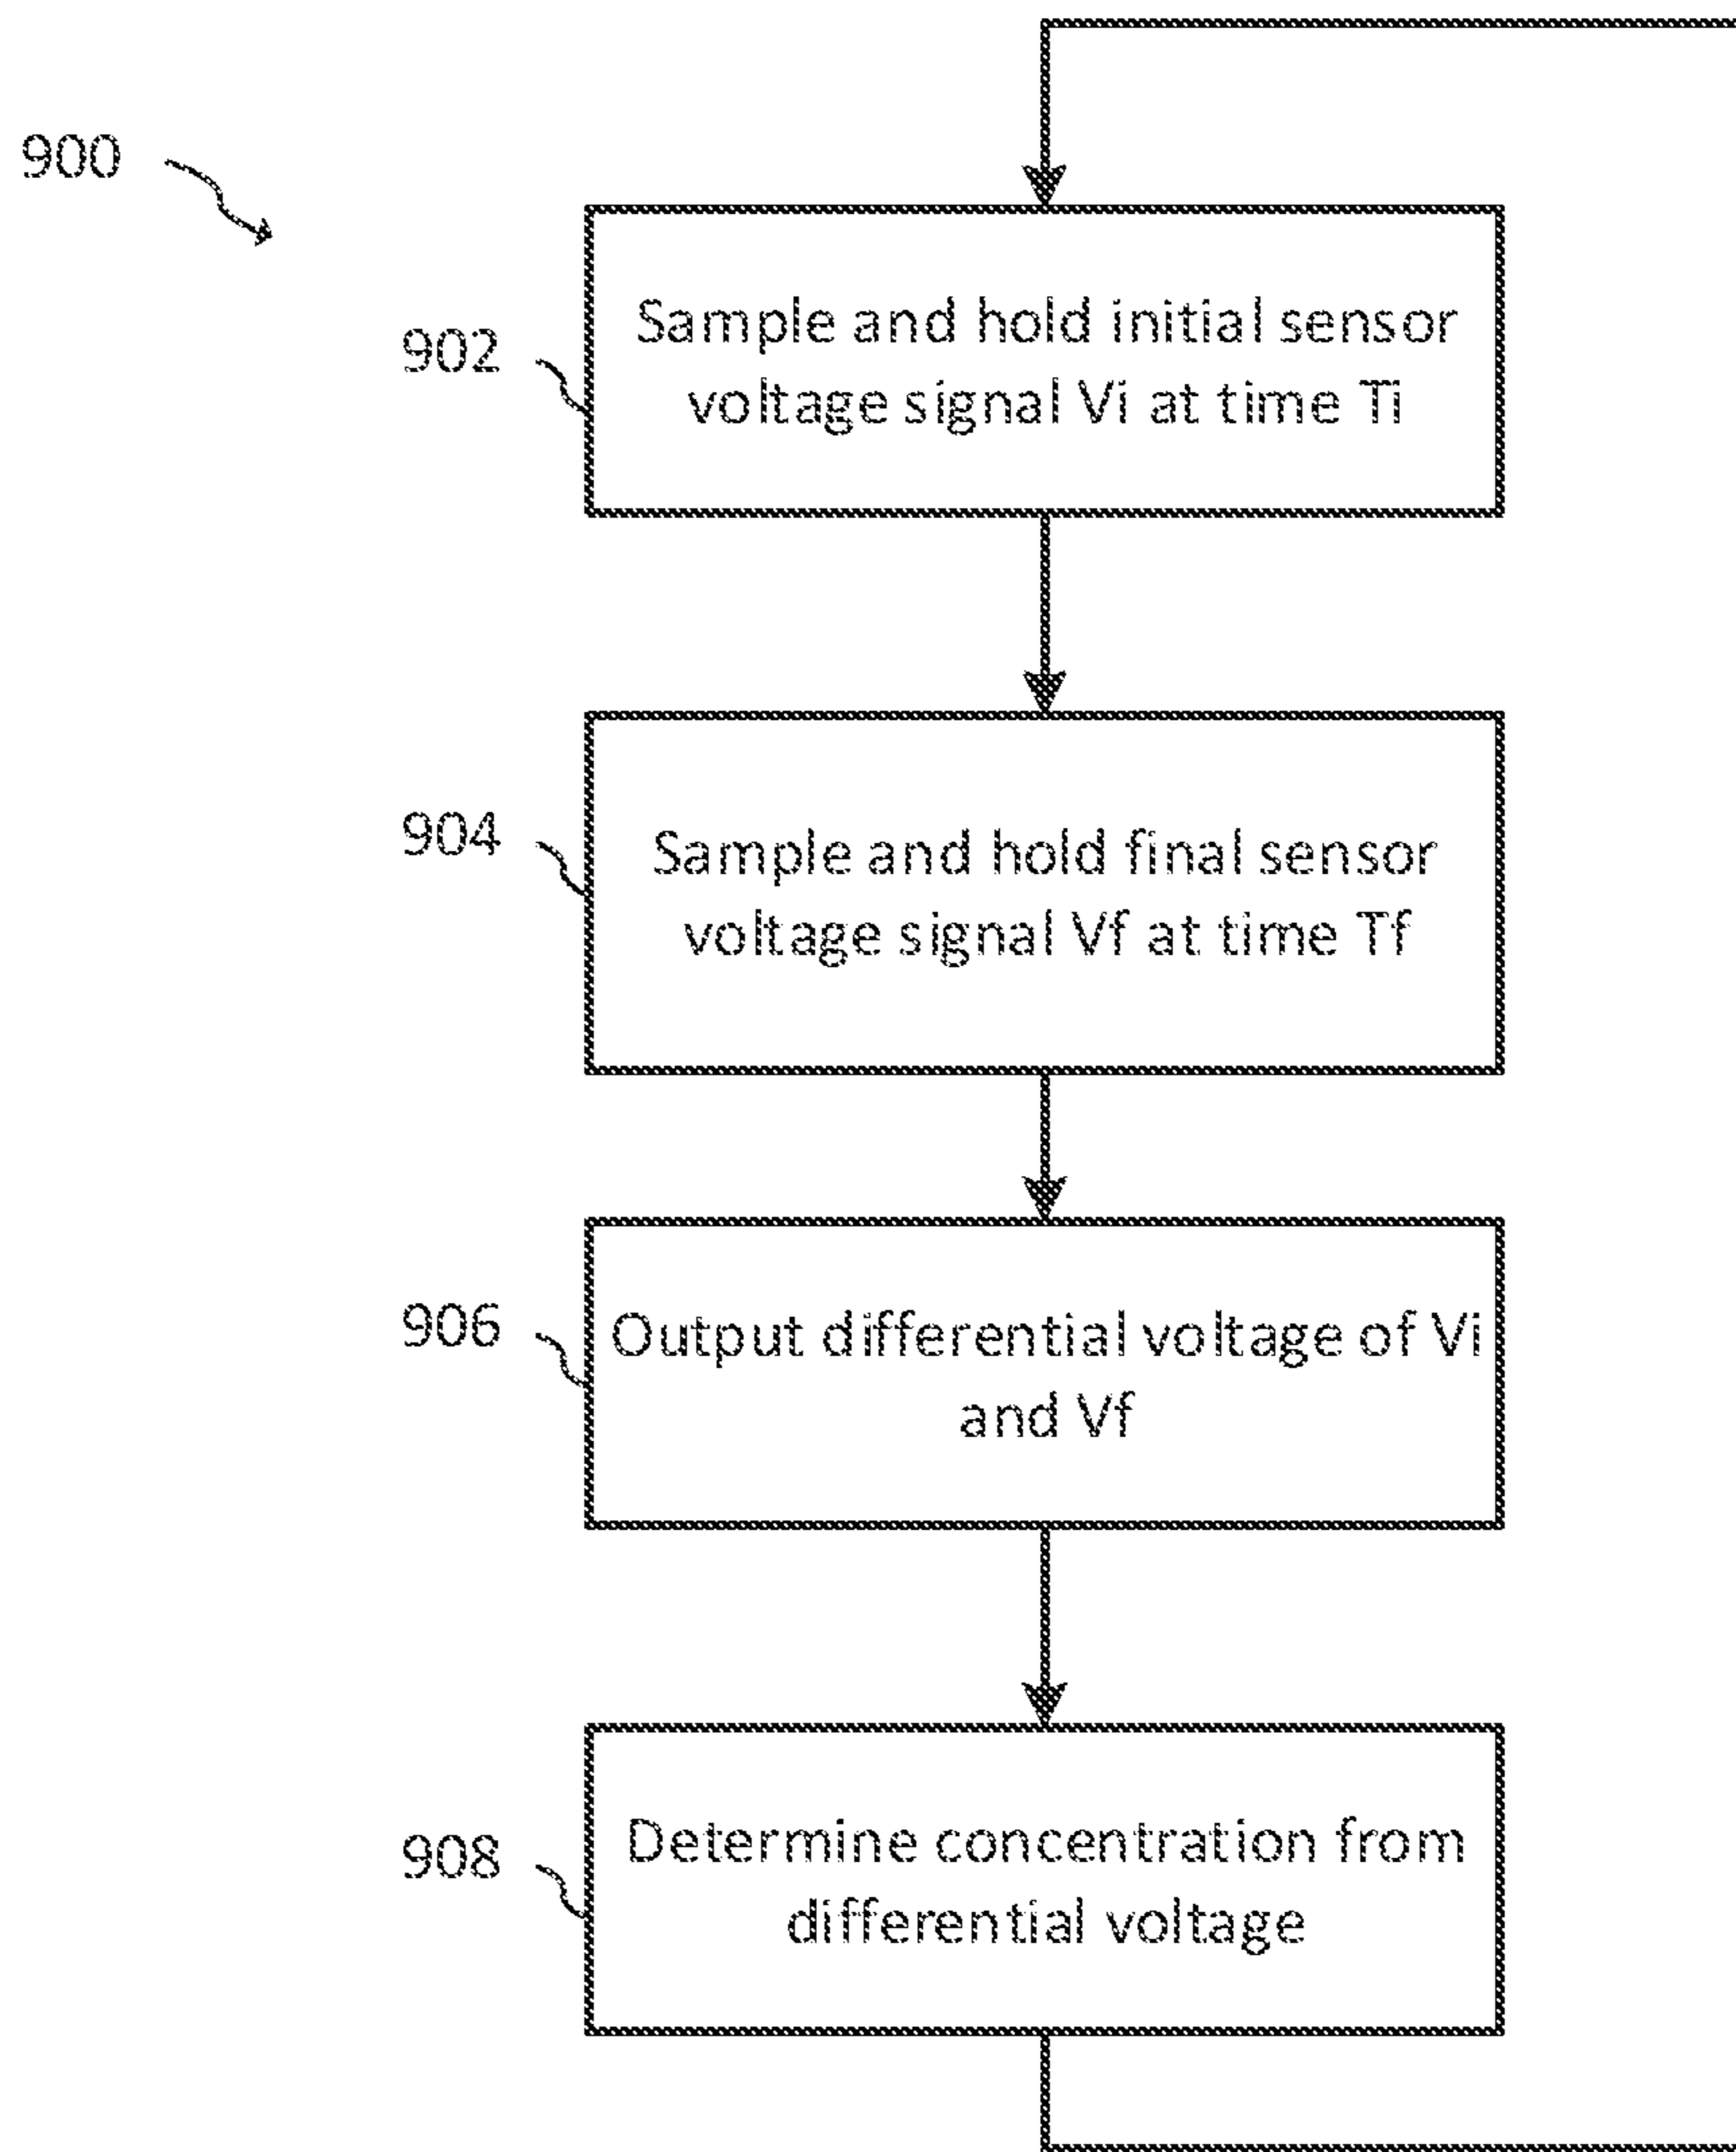 900
902
Sample and hold initial sensor
voltage signal Vi at time Ti
904
Sample and hold final sensor
voltage signal Vf at time Tf
906
Output differential voltage of Vi
and Vf
908
Determine concentration from
differential voltage